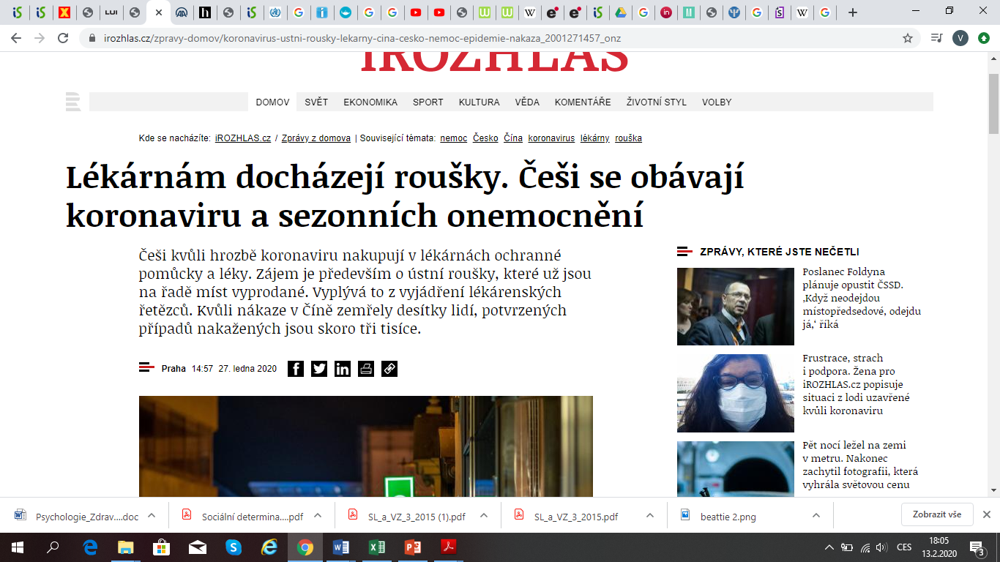 LUI
irozhlas.cz/zpravy-domov/koronavirus-ustni-rousky-lekarny-cina-cesko-nemoc-epidemie-nakaza_2001271457_onz
V
iROZHLAS
DOMOV SVĚT EKONOMIKA SPORT KULTURA VĚDA KOMENTÁŘE ŽIVOTNÍ STYL VOLBY
Kde se nacházíte: iROZHLAS.cz / Zprávy z domova | Související témata: nemoc Česko Čína koronavirus lékárny rouška
Lékárnám docházejí roušky. Češi se obávají
koronaviru a sezonních onemocnění
Češi kvůli hrozbě koronaviru nakupují v lékárnách ochranné
pomůcky a léky. Zájem je především o ústní roušky, které už jsou
na řadě míst vyprodané. Vyplývá to z vyjádření lékárenských
řetězců. Kvůli nákaze v Číně zemřely desítky lidí, potvrzených
případů nakažených jsou skoro tři tisíce.
Praha 14:57 27. ledna 2020
ZPRÁVY, KTERÉ JSTE NEČETLI
Poslanec Foldyna
plánuje opustit ČSSD.
‚Když neodejdou
místopředsedové, odejdu
já,‘ říká
Frustrace, strach
i podpora. Žena pro
iROZHLAS.cz popisuje
situaci z lodi uzavřené
kvůli koronaviru
Pět nocí ležel na zemi
v metru. Nakonec
zachytil fotografii, která
vyhrála světovou cenu
Psychologie_Zdrav....doc
Sociální determina....pdf
SL_a_VZ_3_2015 (1).pdf
SL_a_VZ_3_2015.pdf
beattie 2.png
Zobrazit vše
CES
18:05
13.2.2020
3